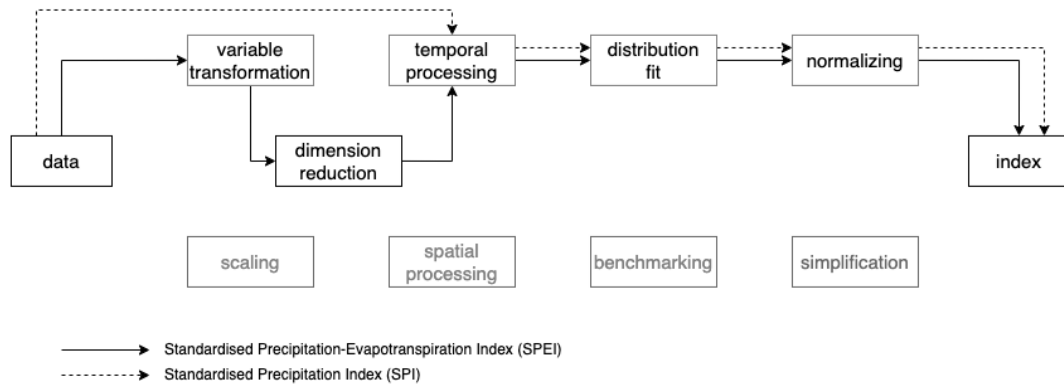 variable
transformation
temporal
processing
distribution
fit
normalizing
data
dimension
reduction
index
scaling
spatial
processing
benchmarking
simplification
Standardised Precipitation-Evapotranspiration Index (SPEI)
Standardised Precipitation Index (SPI)